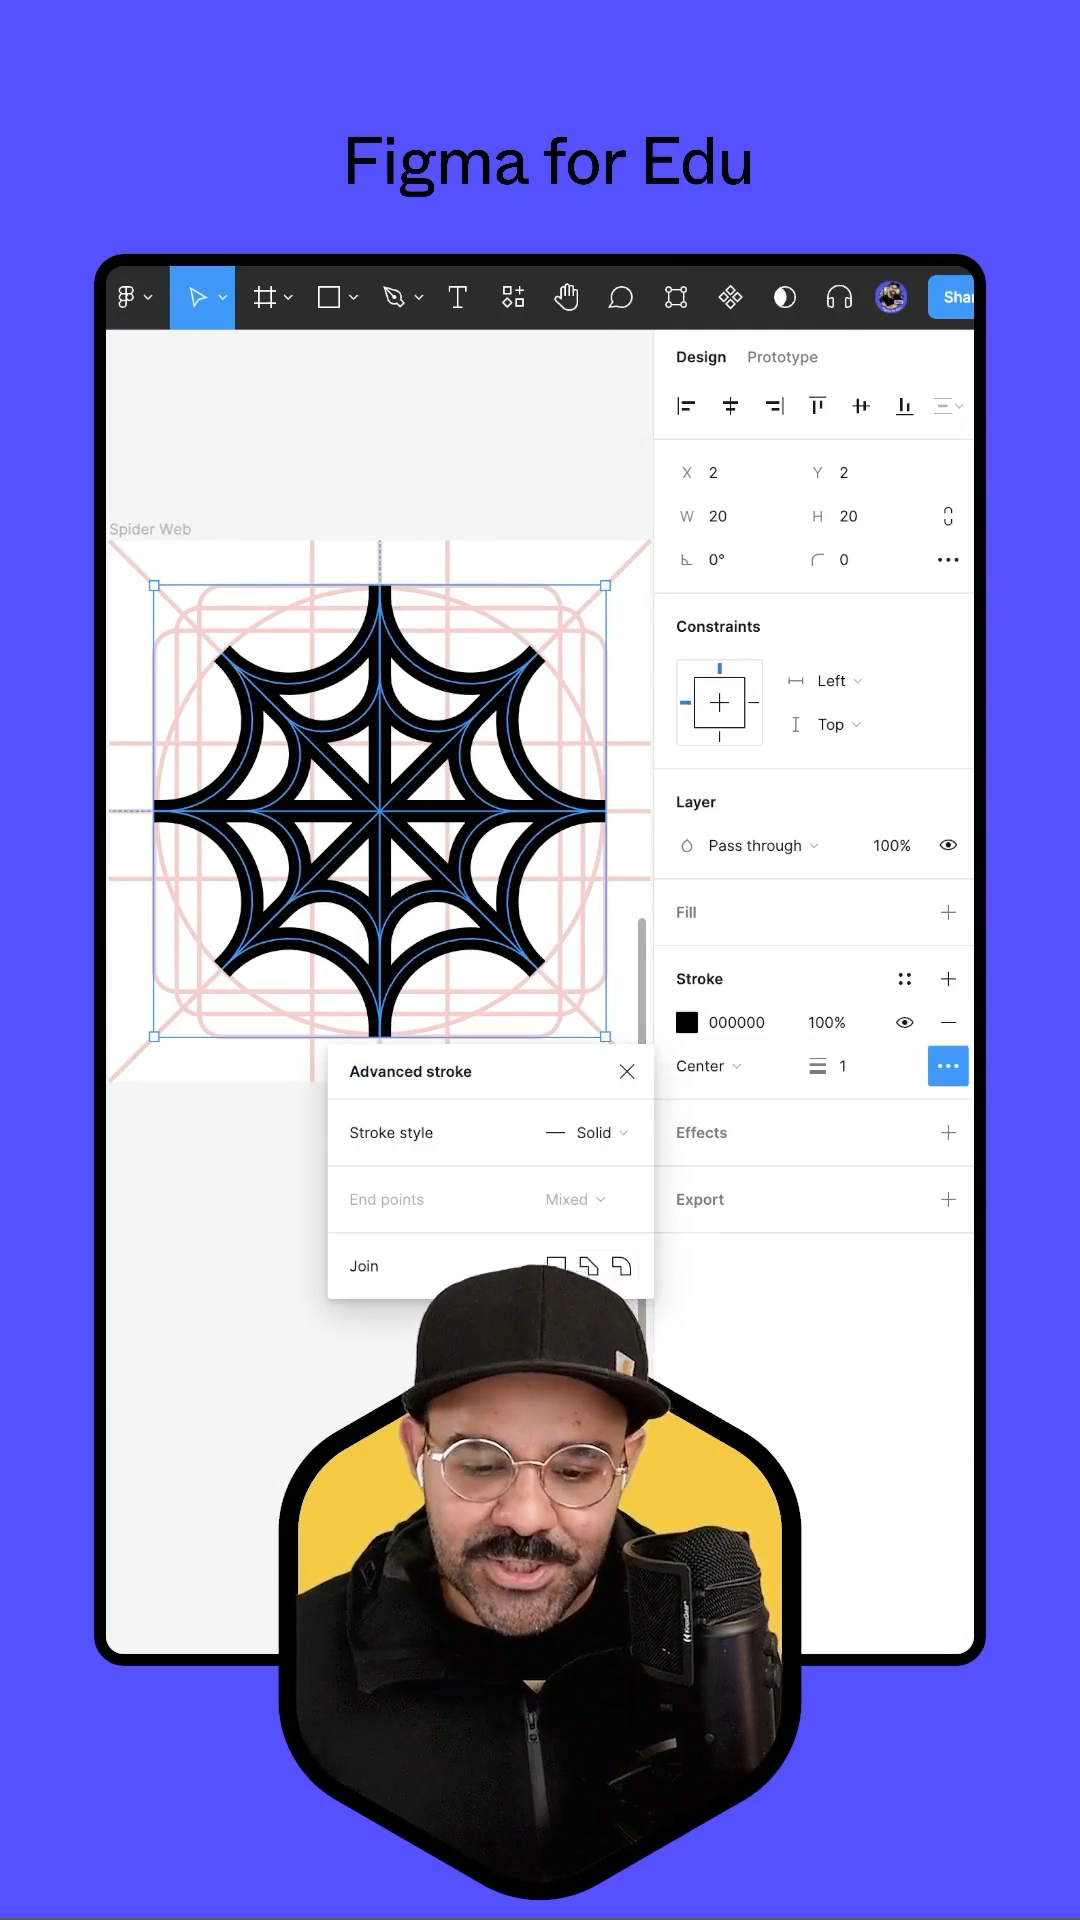 Figma for Edu
Design Prototype
X 2 Y 2
W 20 H 20
0° 0
Spider Web
Constraints
Left
Top
Layer
Pass through 100%
Fill
Stroke
000000 100%
Center 1
Advanced stroke
Stroke style Solid
Effects
End points Mixed
Export
Join